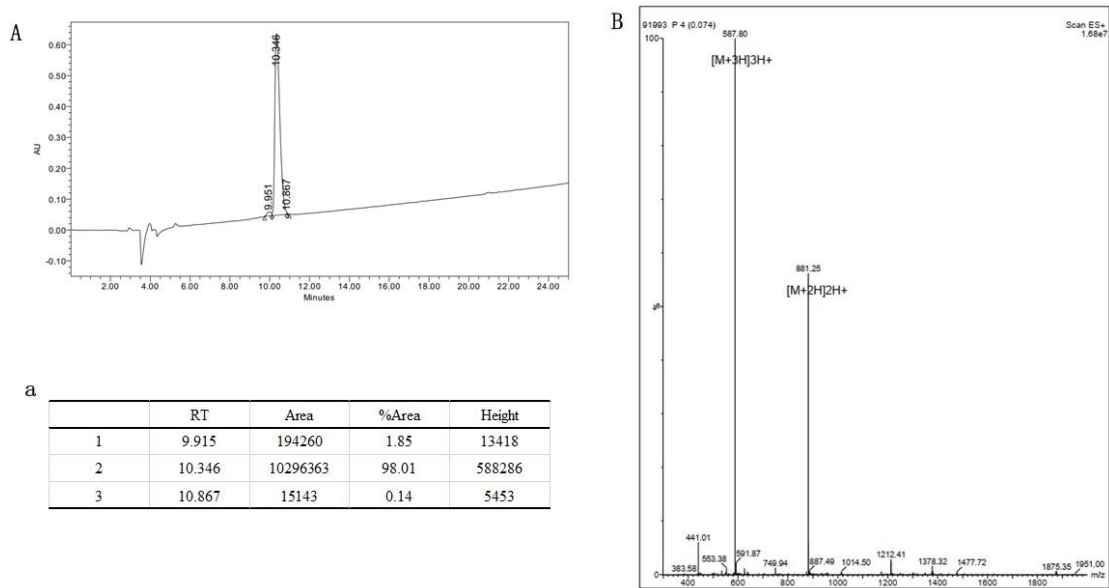 A
0.60
0.50
0.40
0.30
0.20
0.10
0.00
-0.10
AU
9.951
10.346
10.867
2.00 4.00 6.00 8.00 10.00 12.00 14.00 16.00 18.00 20.00 22.00 24.00
Minutes
a
RT Area %Area Height
1 9.915 194260 1.85 13418
2 10.346 10296363 98.01 588286
3 10.867 15143 0.14 5453
B
91993 P 4 (0.074)
Scan ES+
1.68e7
100
587.80
[M+3H]3H+
881.25
[M+2H]2H+
%
441.01
383.58
553.38
591.87
749.94
887.49
1014.50
1212.41
1378.32
1477.72
1875.35
1951.00
0
m/z
400 600 800 1000 1200 1400 1600 1800